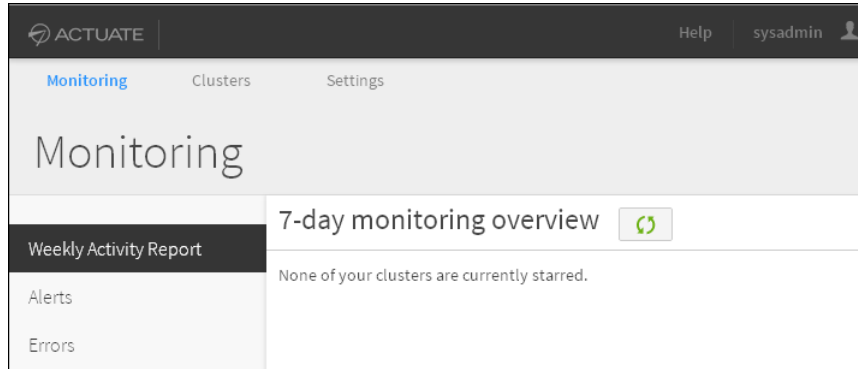 ACTUATE Help sysadmin
Monitoring Clusters Settings
Monitoring
7-day monitoring overview
Weekly Activity Report
None of your clusters are currently starred.
Alerts
Errors